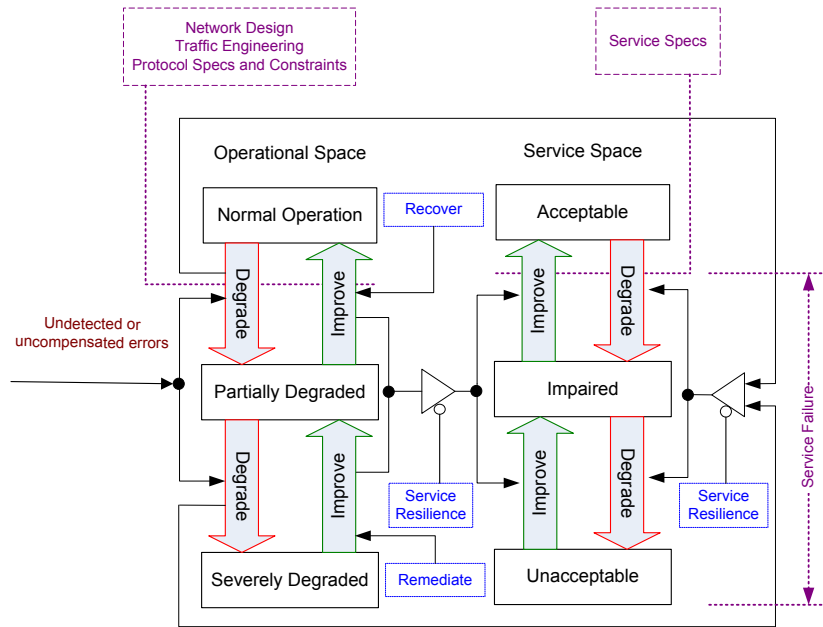 Network Design
Traffic Engineering
Protocol Specs and Constraints
Service Specs
Operational Space
Service Space
Normal Operation
Recover
Acceptable
Degrade
Improve
Improve
Degrade
Undetected or
uncompensated errors
Partially Degraded
Impaired
Service Failure
Degrade
Improve
Service
Resilience
Improve
Degrade
Service
Resilience
Severely Degraded
Remediate
Unacceptable